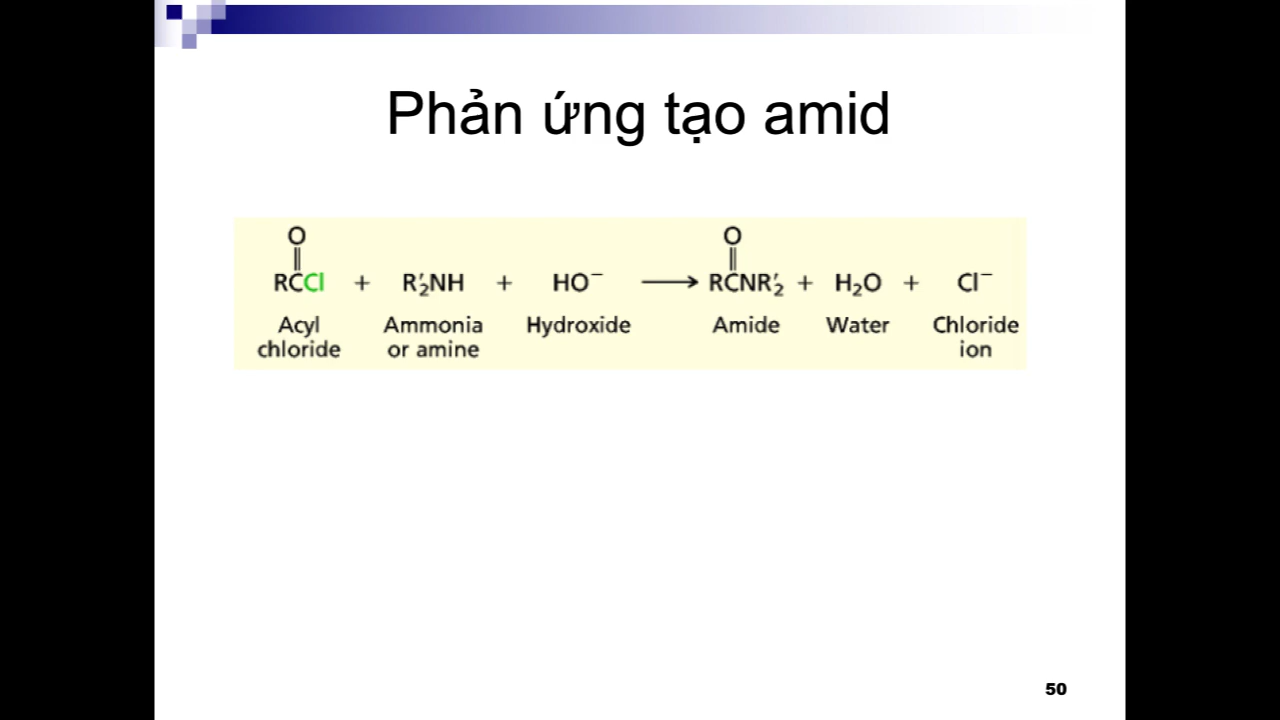 Phản ứng tạo amid
O O
RCCl + R′₂NH + HO⁻ ⟶ RCNR′₂ + H₂O + Cl⁻
Acyl Ammonia Hydroxide Amide Water Chloride
chloride or amine ion
50